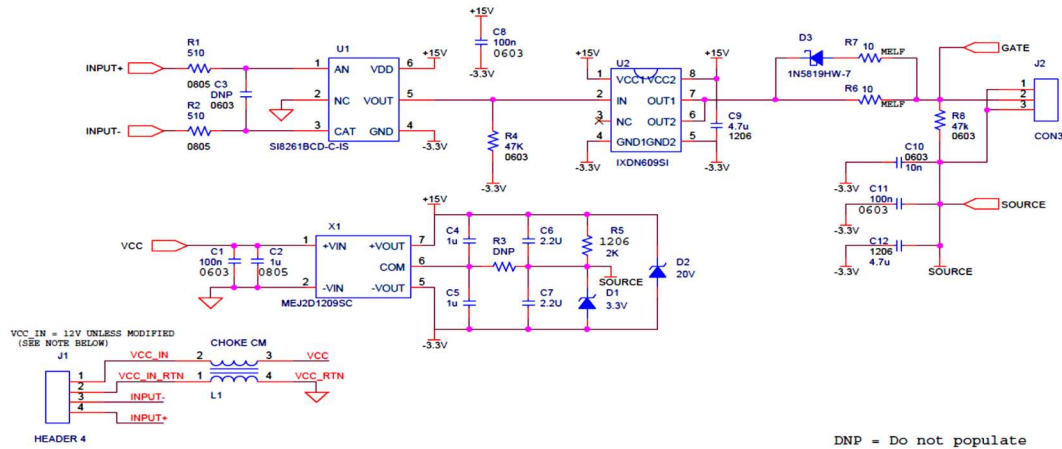 +15V
C8
100n
0603
-3.3V
R1
510
0805
INPUT+
C3
DNP
0603
R2
510
0805
INPUT-
U1
1 AN VDD 6 +15V
2 NC VOUT 5
3 CAT GND 4 -3.3V
SI8261BCD-C-IS
R4
47K
0603
-3.3V
U2
+15V +15V
1 VCC1 VCC2 8
2 IN OUT1 7
3 NC OUT2 6
4 GND1 GND2 5
-3.3V -3.3V
IXDN609SI
C9
4.7u
1206
D3
1N5819HW-7
R7
10 MELF
R6 10
MELF
GATE
J2
1
2
3
CON3
R8
47k
0603
C10
0603
10n
-3.3V
C11
100n
0603
-3.3V
C12
1206
4.7u
-3.3V
SOURCE
SOURCE
VCC
C1
100n
0603
C2
1u
0805
X1
1 +VIN +VOUT 7
COM 6
2 -VIN -VOUT 5
MEJ2D1209SC
+15V
C4
1u
C5
1u
R3
DNP
C6
2.2U
C7
2.2U
R5
1206
2K
SOURCE
D1
3.3V
D2
20V
-3.3V
VCC_IN = 12V UNLESS MODIFIED
(SEE NOTE BELOW)
J1
1 VCC_IN
2 VCC_IN_RTN
3 INPUT-
4 INPUT+
HEADER 4
CHOKE CM
2 3 VCC
1 4 VCC_RTN
L1
DNP = Do not populate